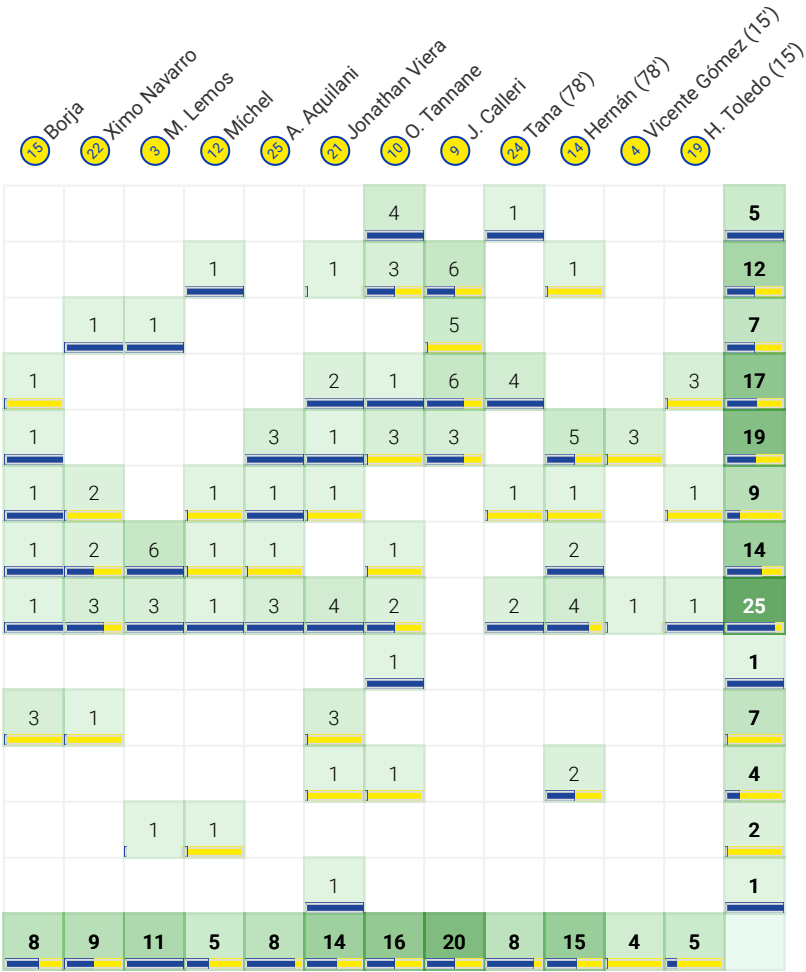 15 Borja
22 Ximo Navarro
3 M. Lemos
12 Míchel
25 A. Aquilani
21 Jonathan Viera
10 O. Tannane
9 J. Calleri
24 Tana (78')
14 Hernán (78')
4 Vicente Gómez (15')
19 H. Toledo (15')
4 1 5
1 1 3 6 1 12
1 1 5 7
1 2 1 6 4 3 17
1 3 1 3 3 5 3 19
1 2 1 1 1 1 1 1 9
1 2 6 1 1 1 2 14
1 3 3 1 3 4 2 2 4 1 1 25
1 1
3 1 3 7
1 1 2 4
1 1 2
1 1
8 9 11 5 8 14 16 20 8 15 4 5